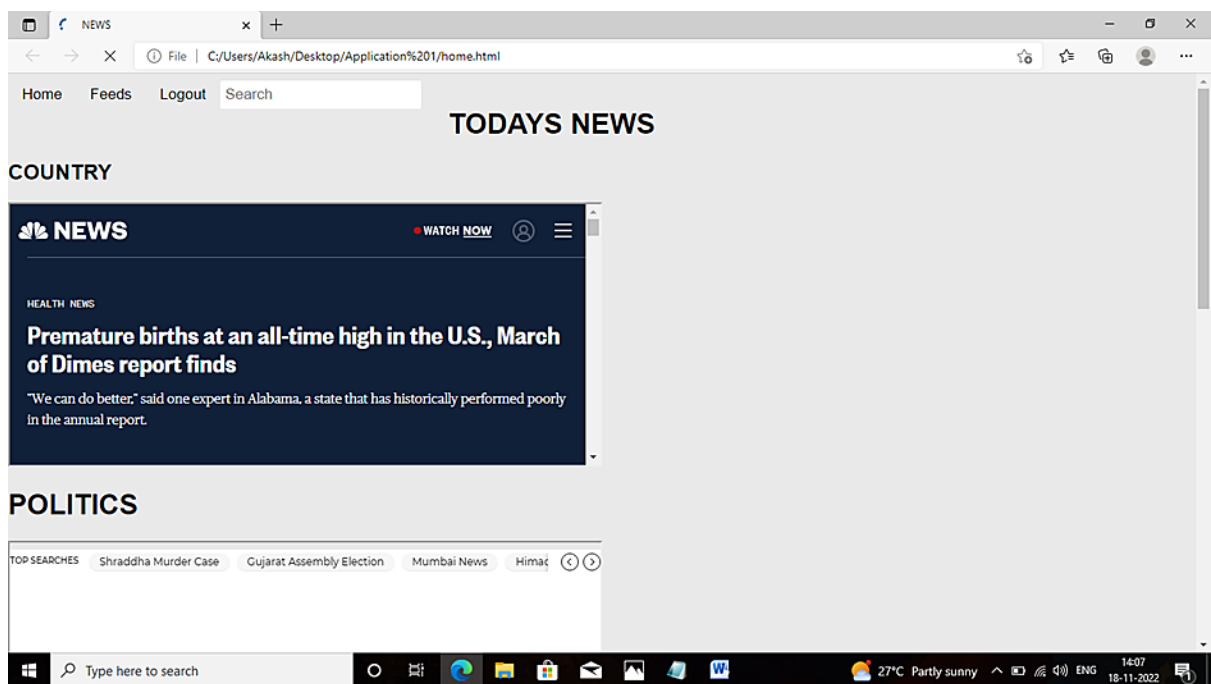 NEWS
File | C:/Users/Akash/Desktop/Application%201/home.html
Home Feeds Logout Search
TODAYS NEWS
COUNTRY
NEWS WATCH NOW
HEALTH NEWS
Premature births at an all-time high in the U.S., March
of Dimes report finds
"We can do better," said one expert in Alabama, a state that has historically performed poorly
in the annual report.
POLITICS
TOP SEARCHES Shraddha Murder Case Gujarat Assembly Election Mumbai News Himac
Type here to search 27°C Partly sunny ENG 14:07
18-11-2022 1